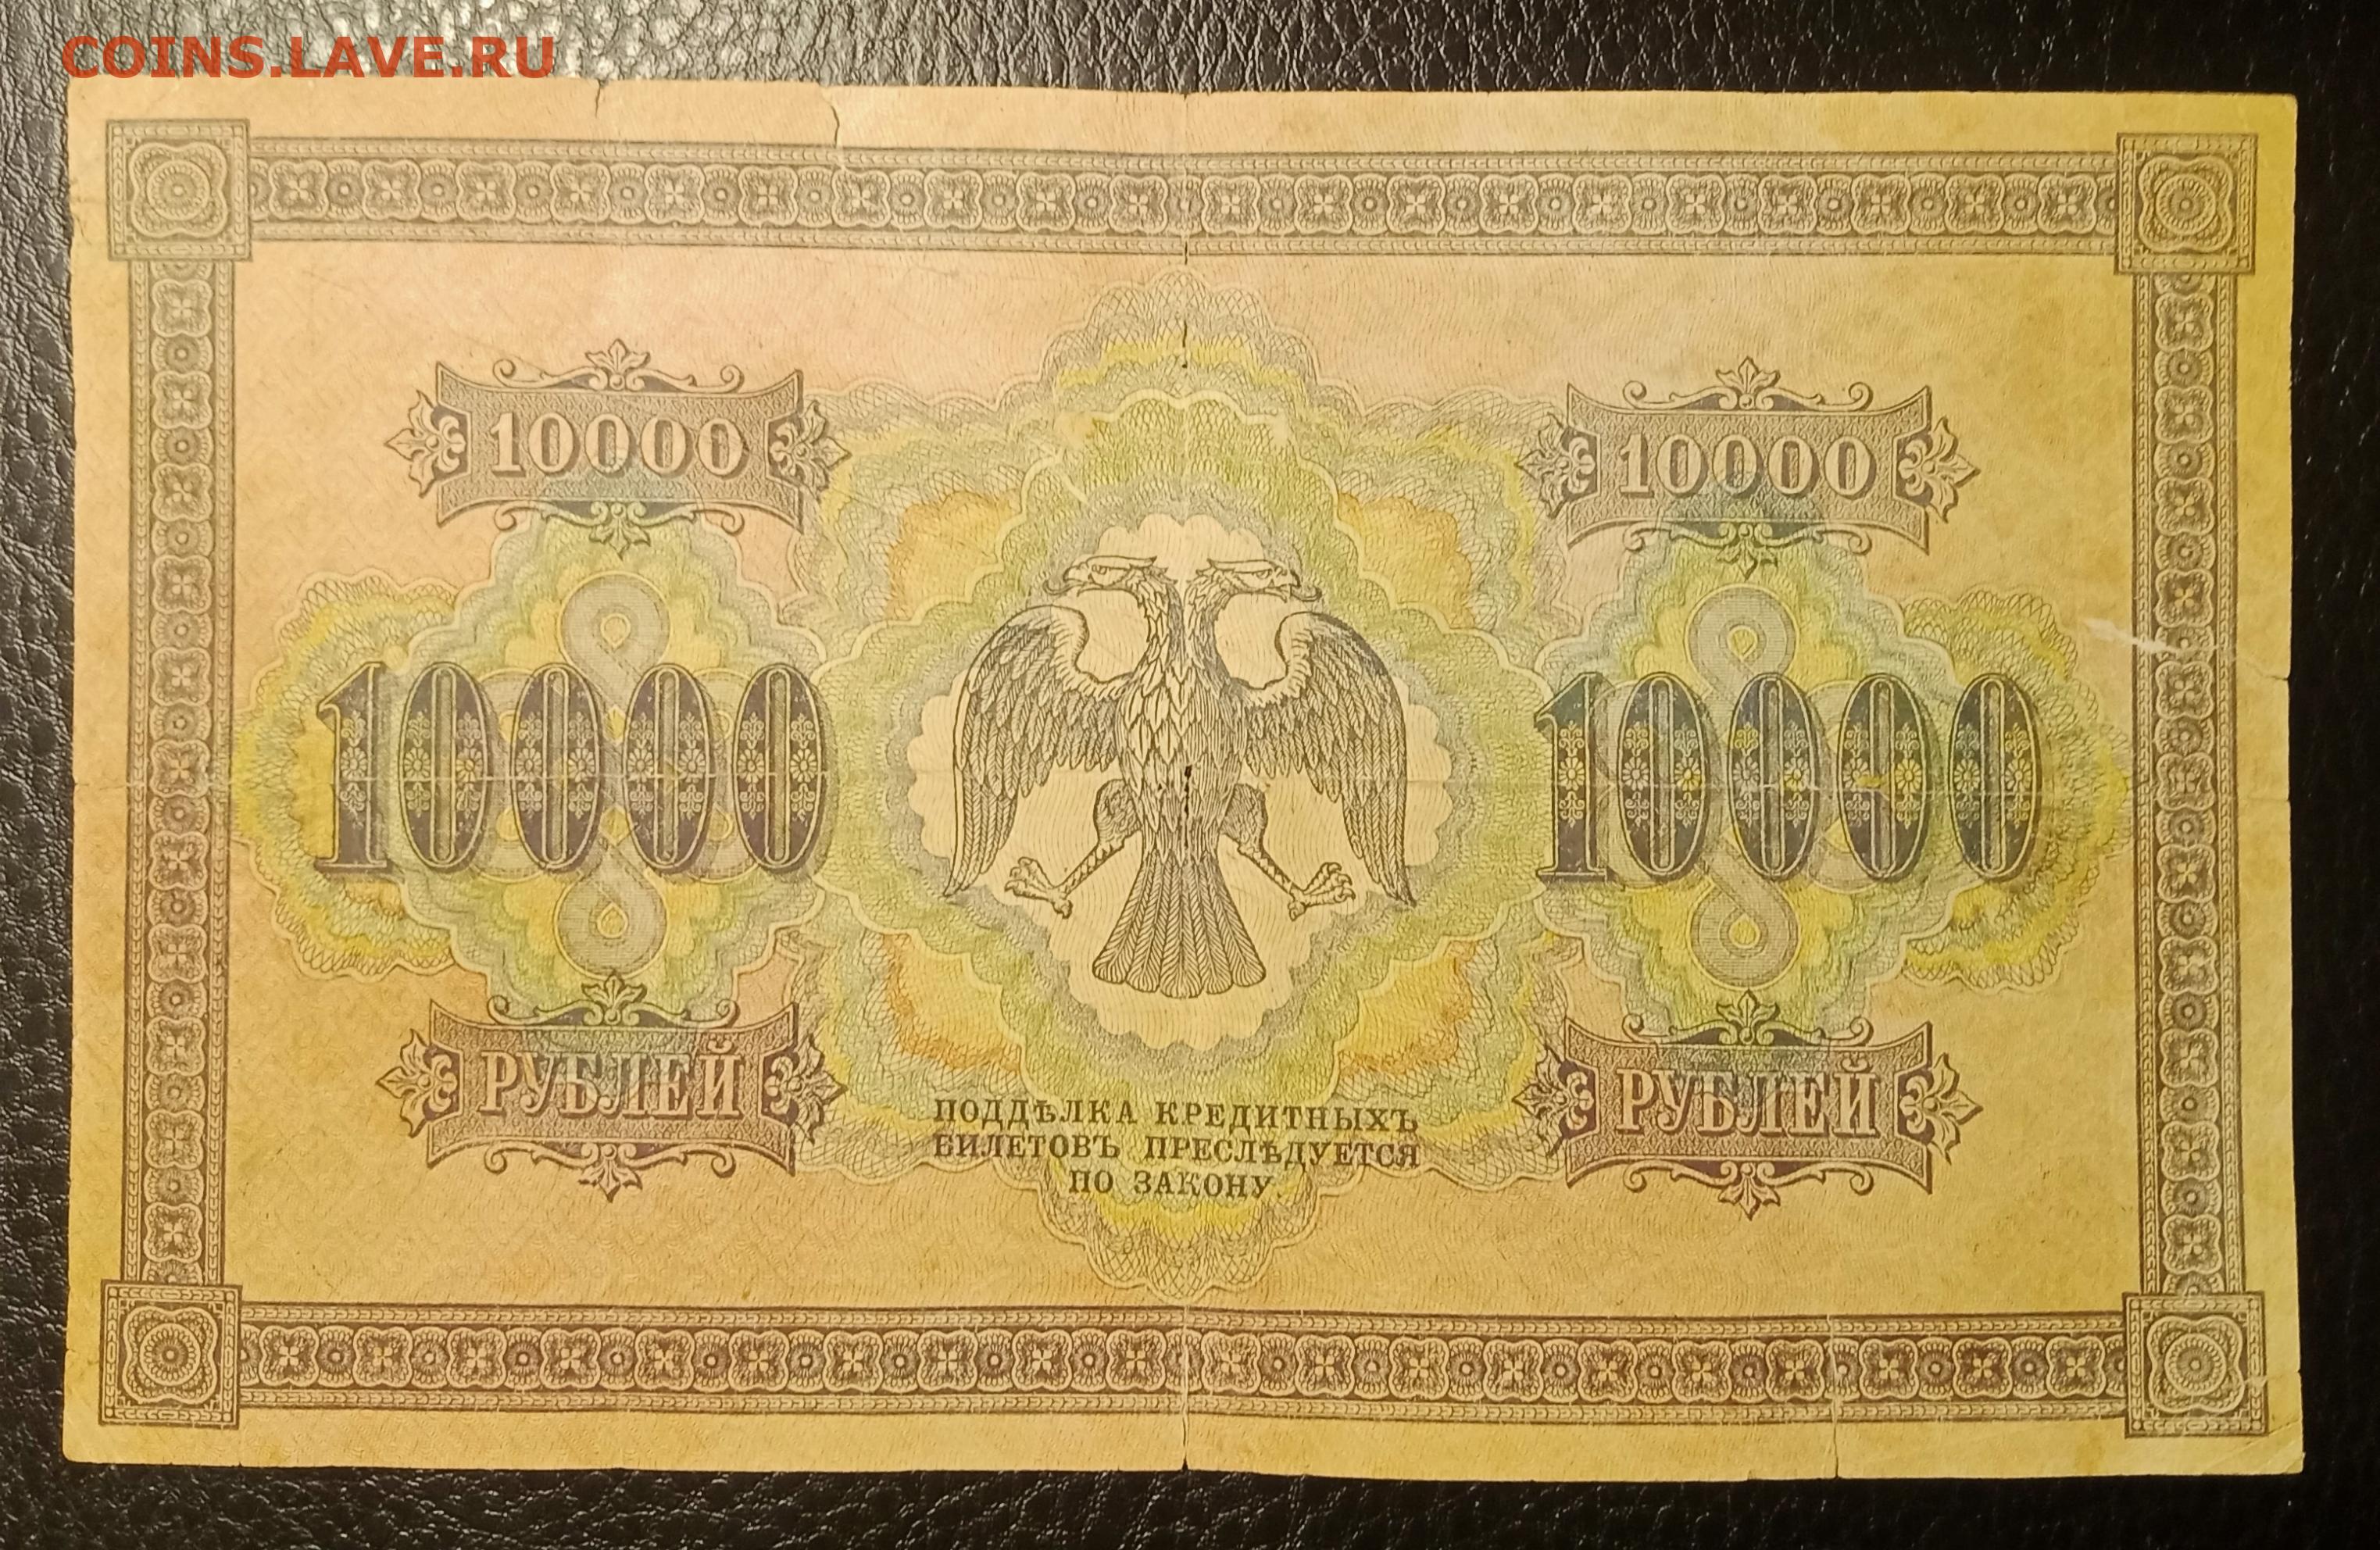 COINS.LAVE.RU
10000
10000
10000
10000
РУБЛЕЙ
РУБЛЕЙ
ПОДДѢЛКА КРЕДИТНЫХЪ
БИЛЕТОВЪ ПРЕСЛѢДУЕТСЯ
ПО ЗАКОНУ